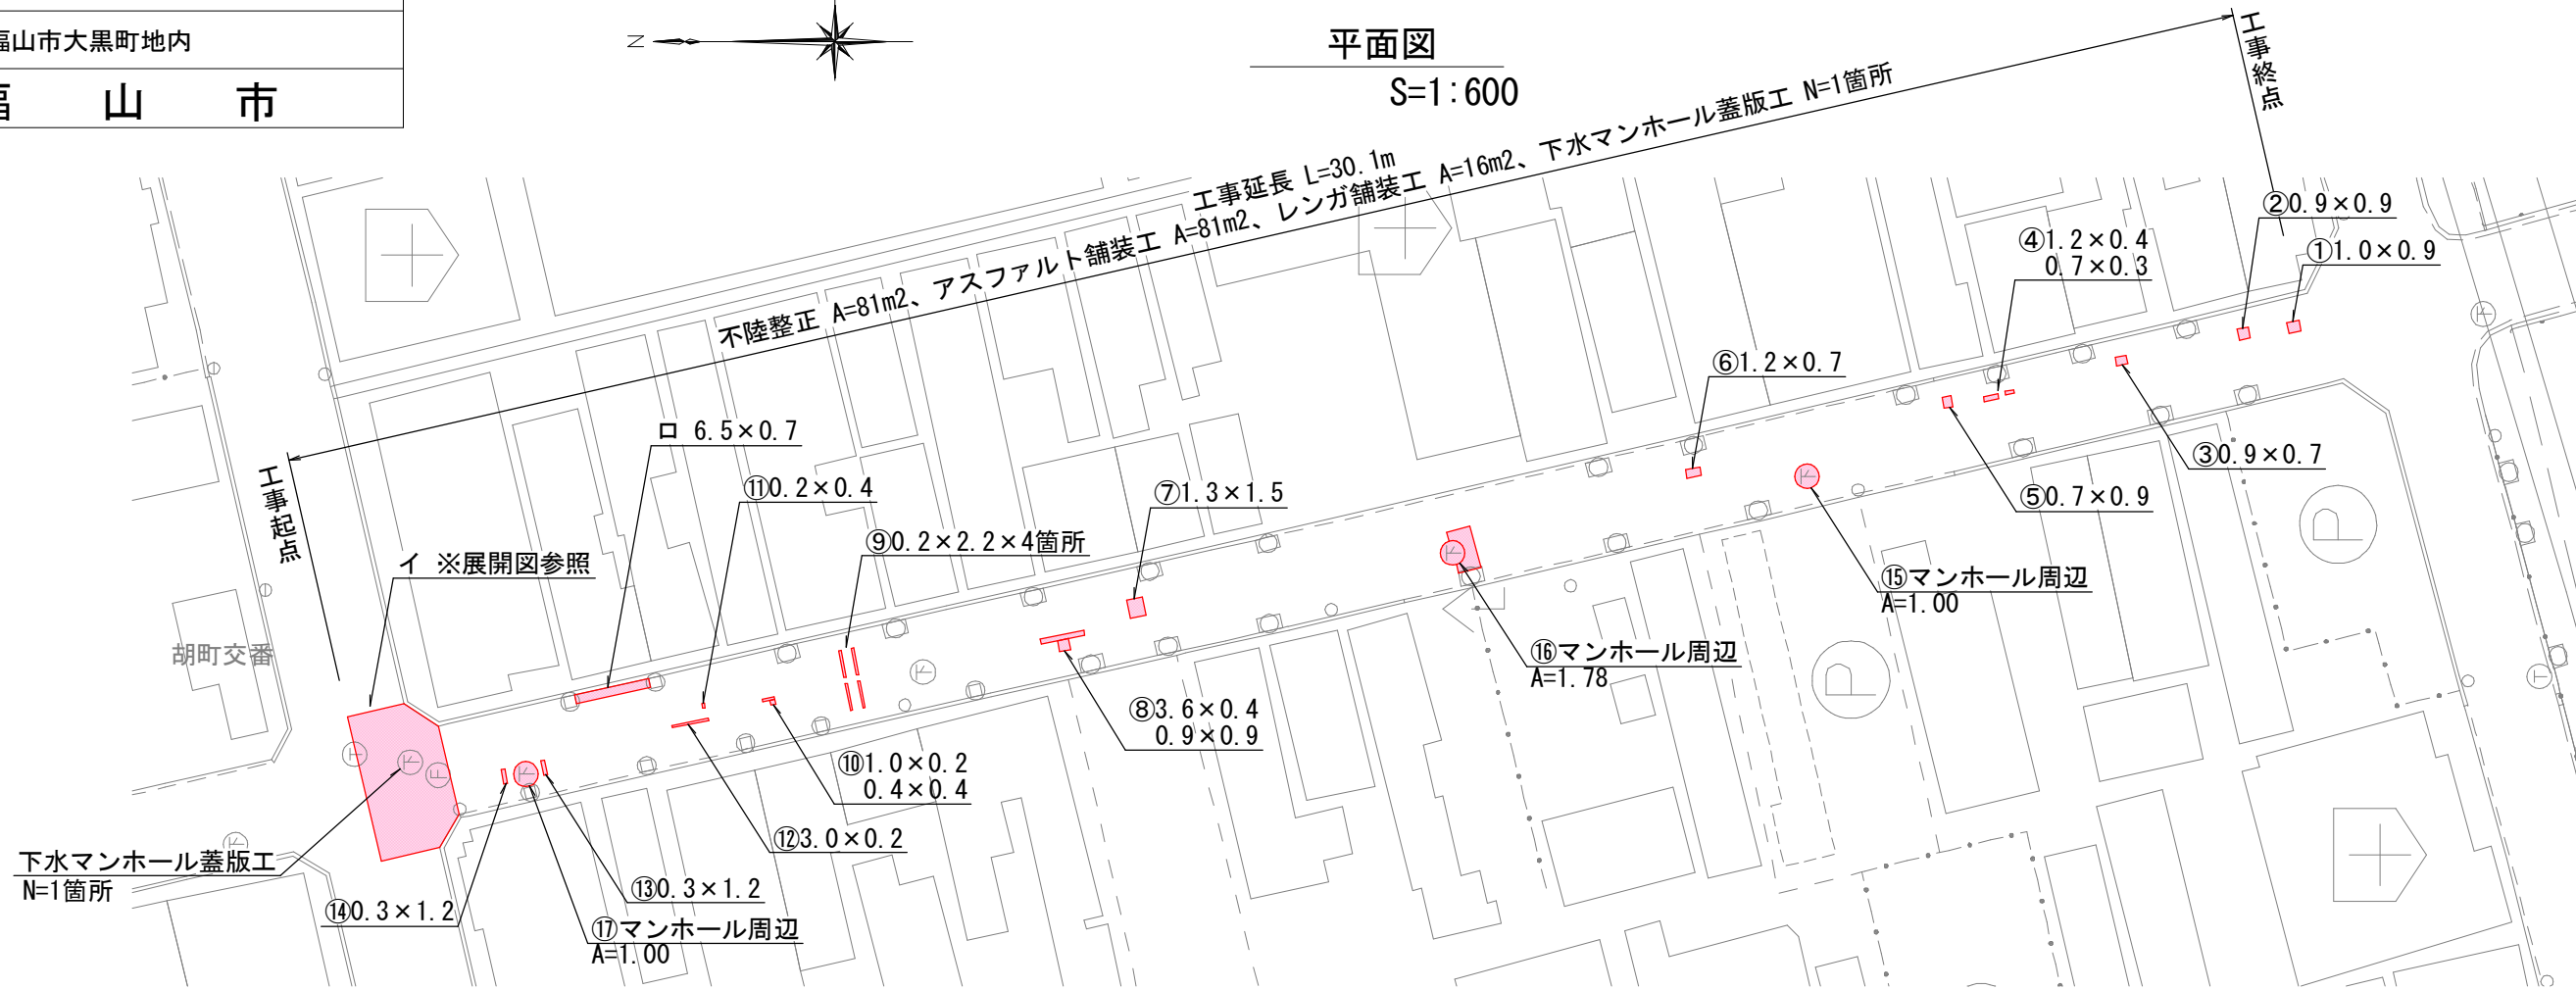 福山市大黒町地内
福山市
N
平面図
S=1:600
工事終点
工事延長 L=30.1m
不陸整正 A=81m2、アスファルト舗装工 A=81m2、レンガ舗装工 A=16m2、下水マンホール蓋版工 N=1箇所
②0.9×0.9
①1.0×0.9
④1.2×0.4
0.7×0.3
⑥1.2×0.7
③0.9×0.7
⑤0.7×0.9
ロ 6.5×0.7
⑪0.2×0.4
⑦1.3×1.5
⑨0.2×2.2×4箇所
工事起点
イ ※展開図参照
⑮マンホール周辺
A=1.00
胡町交番
⑯マンホール周辺
A=1.78
P
P
⑧3.6×0.4
0.9×0.9
⑩1.0×0.2
0.4×0.4
⑫3.0×0.2
下水マンホール蓋版工
N=1箇所
⑬0.3×1.2
⑭0.3×1.2
⑰マンホール周辺
A=1.00